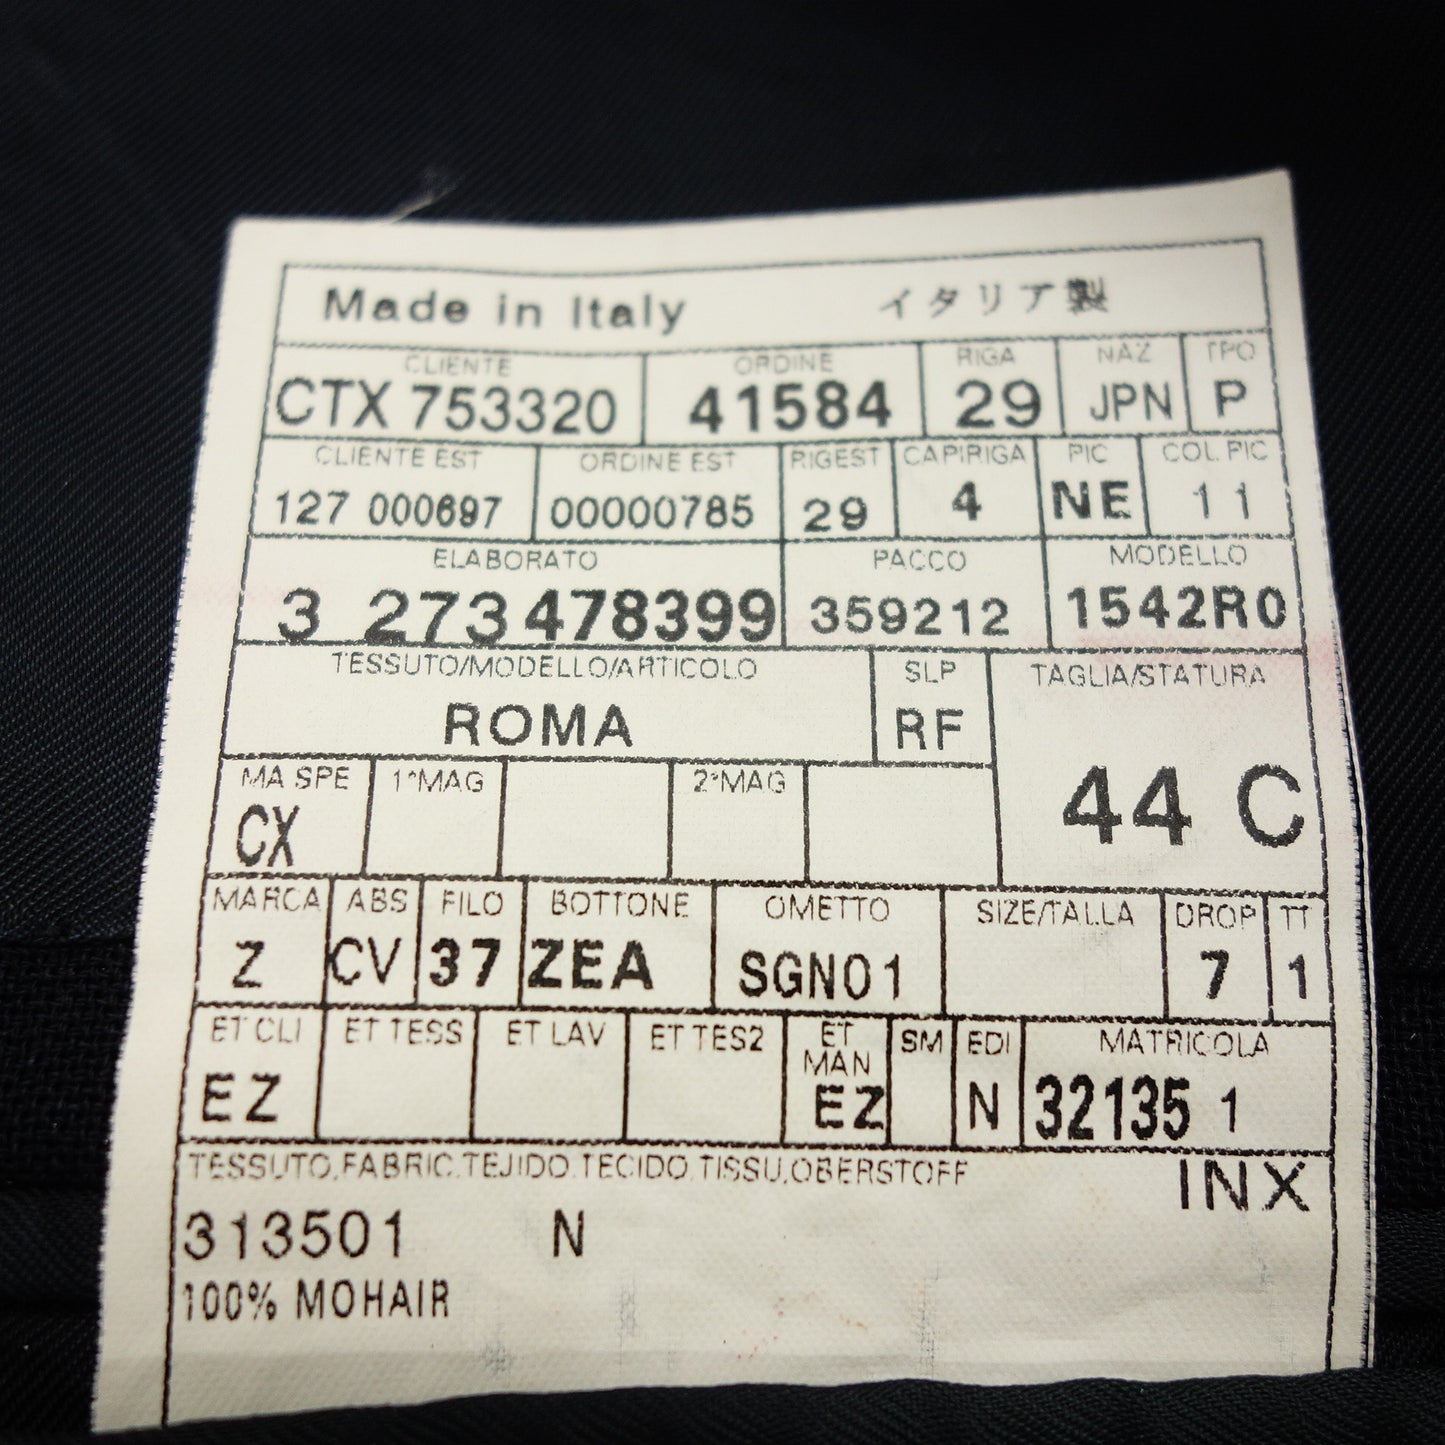 Made in Italy イタリア製
CLIENTE ORDINE RIGA NAZ TPO
CTX 753320 41584 29 JPN P
CLIENTE EST ORDINE EST RIGEST CAPIRIGA PIC COL.PIC
127 000697 00000785 29 4 NE 11
ELABORATO PACCO MODELLO
3 273478399 359212 1542R0
TESSUTO/MODELLO/ARTICOLO SLP TAGLIA/STATURA
ROMA RF
44 C
MA SPE 1°MAG 2°MAG
CX
MARCA ABS FILO BOTTONE OMETTO SIZE/TALLA DROP TT
Z CV 37 ZEA SGN01 7 1
ET CLI ET TESS ET LAV ET TES2 ET MAN SM EDI MATRICOLA
EZ EZ N 32135 1
TESSUTO.FABRIC.TEJIDO.TECIDO.TISSU.OBERSTOFF INX
313501 N
100% MOHAIR